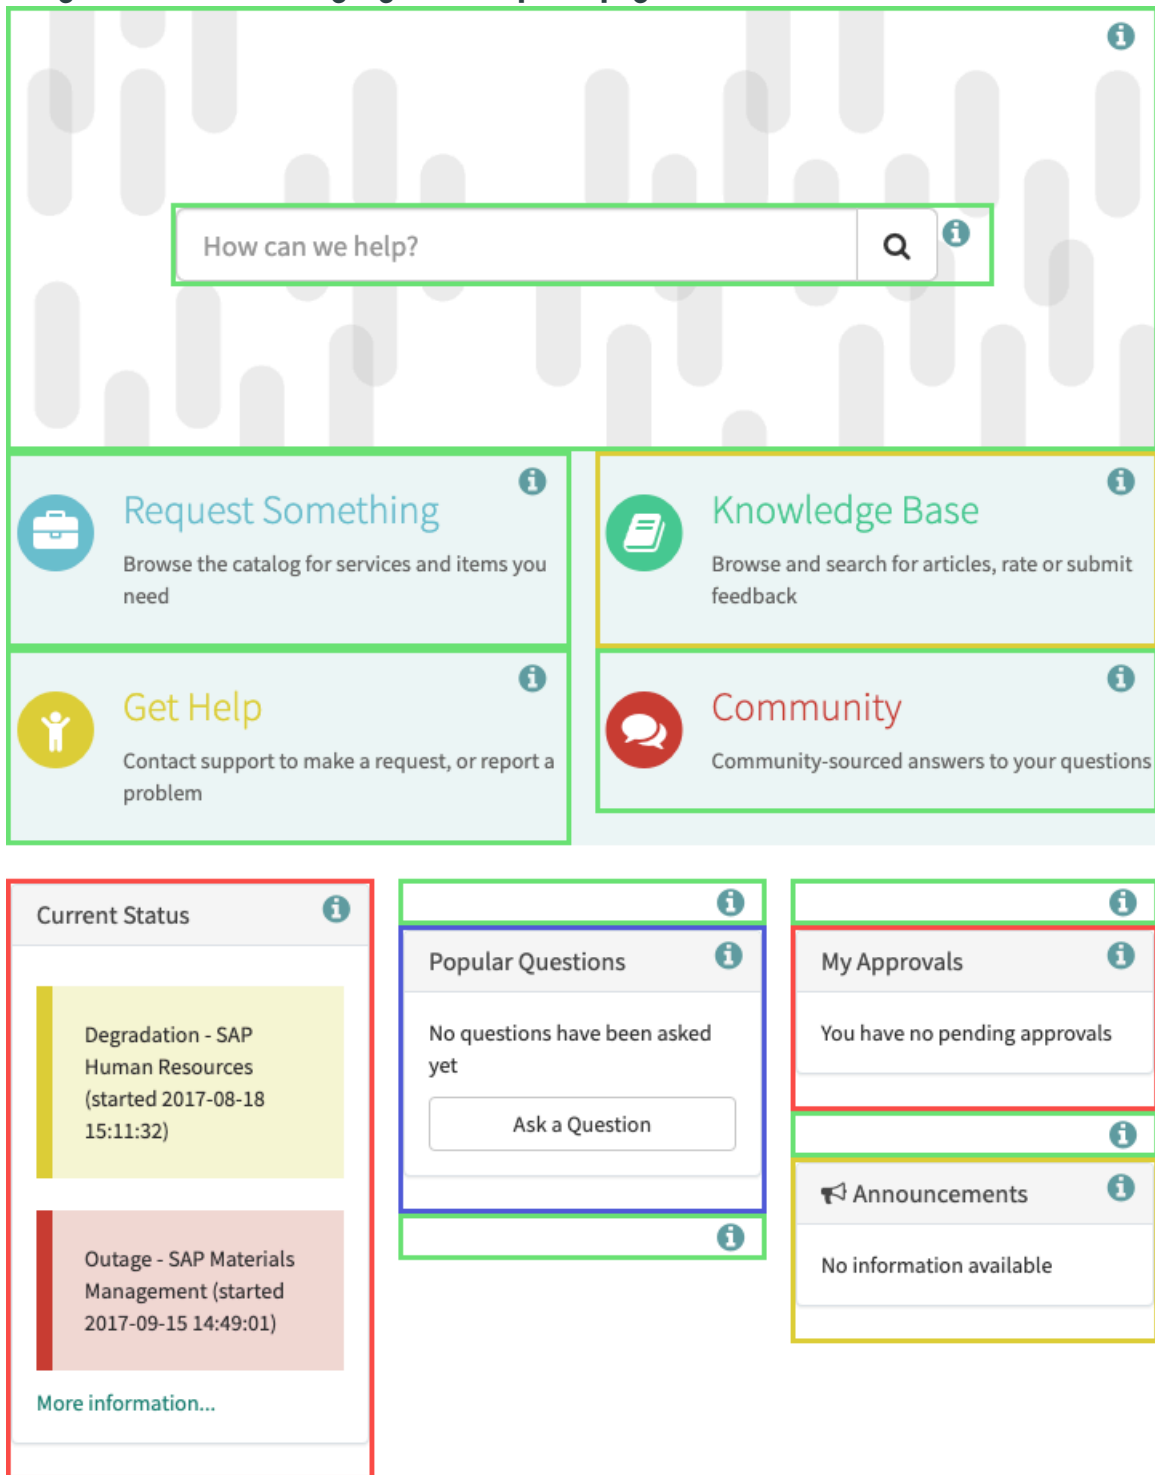 How can we help?
Request Something
Browse the catalog for services and items you
need
Knowledge Base
Browse and search for articles, rate or submit
feedback
Get Help
Contact support to make a request, or report a
problem
Community
Community-sourced answers to your questions
Current Status
Degradation - SAP
Human Resources
(started 2017-08-18
15:11:32)
Outage - SAP Materials
Management (started
2017-09-15 14:49:01)
More information...
Popular Questions
No questions have been asked
yet
Ask a Question
My Approvals
You have no pending approvals
Announcements
No information available